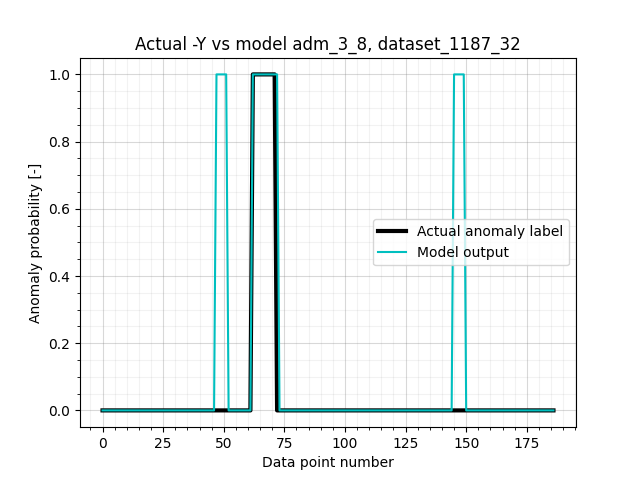 Actual -Y vs model adm_3_8, dataset_1187_32
1.0
0.8
0.6
0.4
0.2
0.0
Anomaly probability [-]
Actual anomaly label
Model output
0 25 50 75 100 125 150 175
Data point number